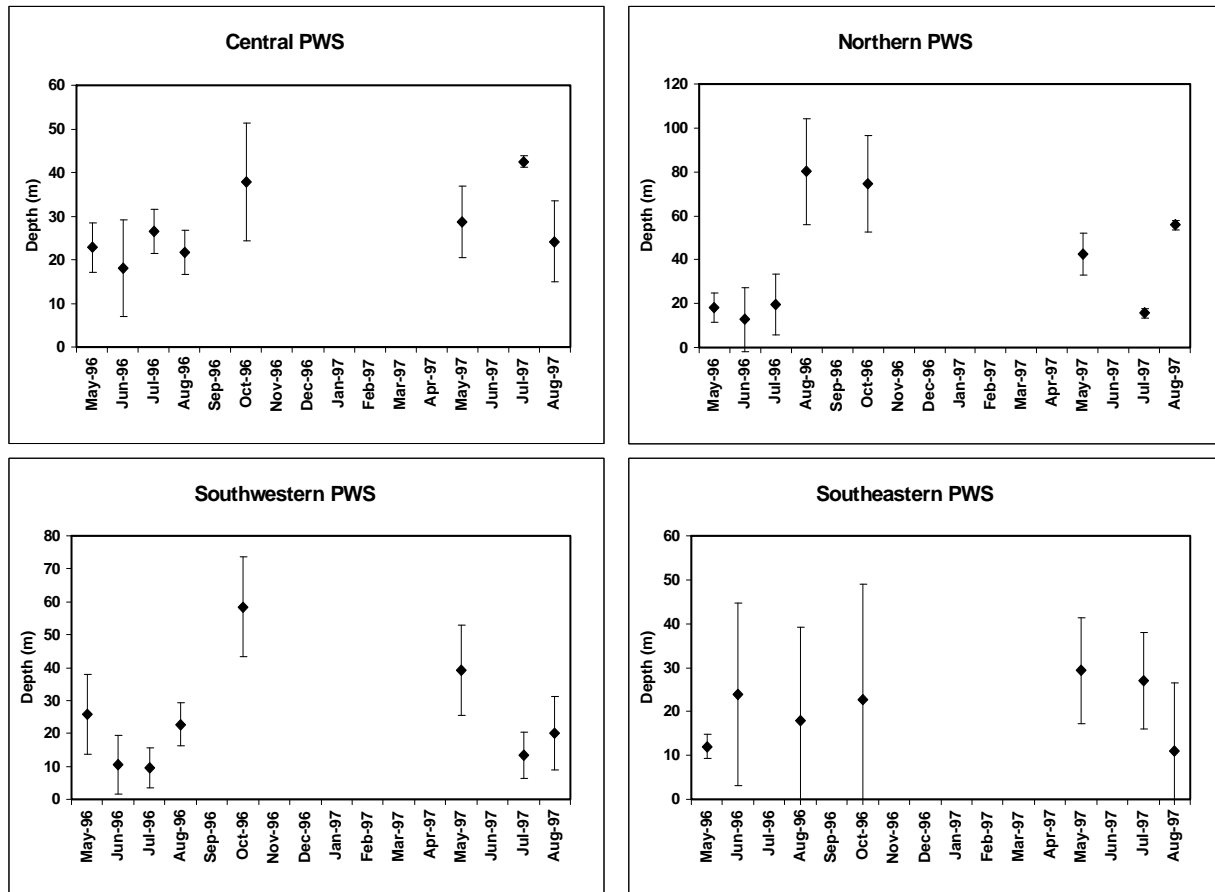 Central PWS
60
50
40
30
20
10
0
Depth (m)
May-96
Jun-96
Jul-96
Aug-96
Sep-96
Oct-96
Nov-96
Dec-96
Jan-97
Feb-97
Mar-97
Apr-97
May-97
Jun-97
Jul-97
Aug-97
Northern PWS
120
100
80
60
40
20
0
Depth (m)
May-96
Jun-96
Jul-96
Aug-96
Sep-96
Oct-96
Nov-96
Dec-96
Jan-97
Feb-97
Mar-97
Apr-97
May-97
Jun-97
Jul-97
Aug-97
Southwestern PWS
80
70
60
50
40
30
20
10
0
Depth (m)
May-96
Jun-96
Jul-96
Aug-96
Sep-96
Oct-96
Nov-96
Dec-96
Jan-97
Feb-97
Mar-97
Apr-97
May-97
Jun-97
Jul-97
Aug-97
Southeastern PWS
60
50
40
30
20
10
0
Depth (m)
May-96
Jun-96
Jul-96
Aug-96
Sep-96
Oct-96
Nov-96
Dec-96
Jan-97
Feb-97
Mar-97
Apr-97
May-97
Jun-97
Jul-97
Aug-97